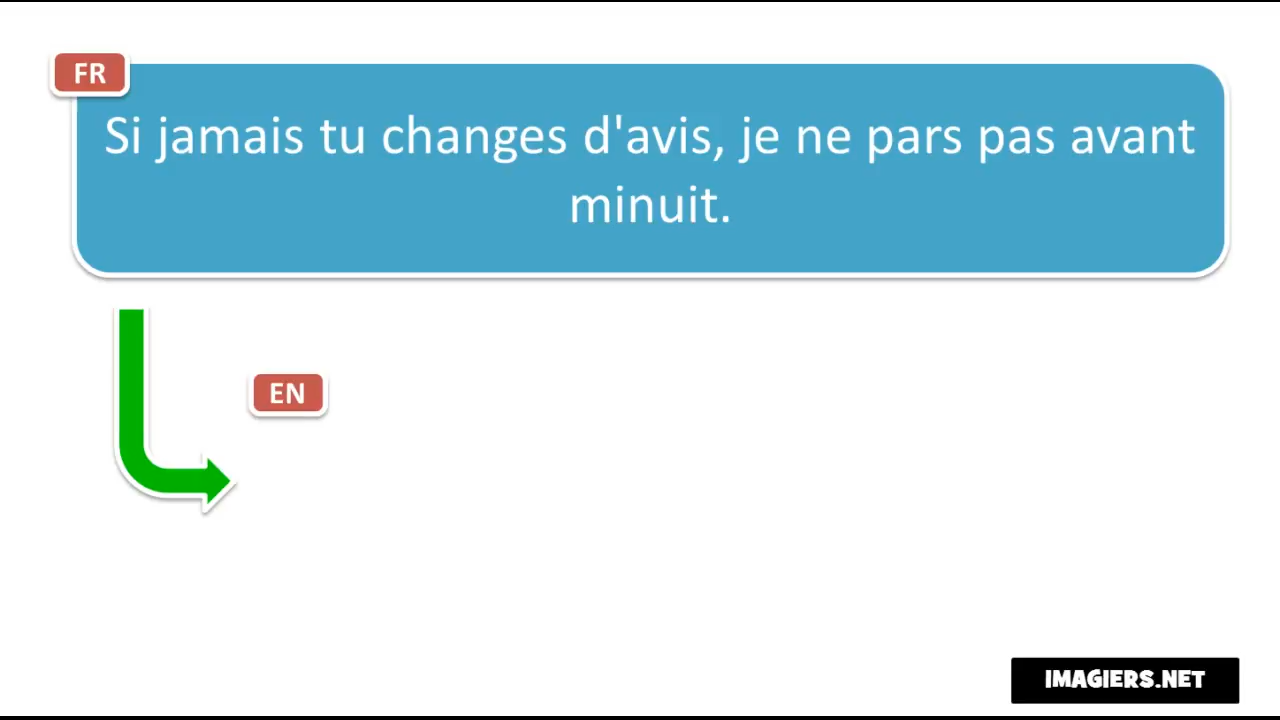 FR
Si jamais tu changes d'avis, je ne pars pas avant
minuit.
EN
IMAGIERS.NET